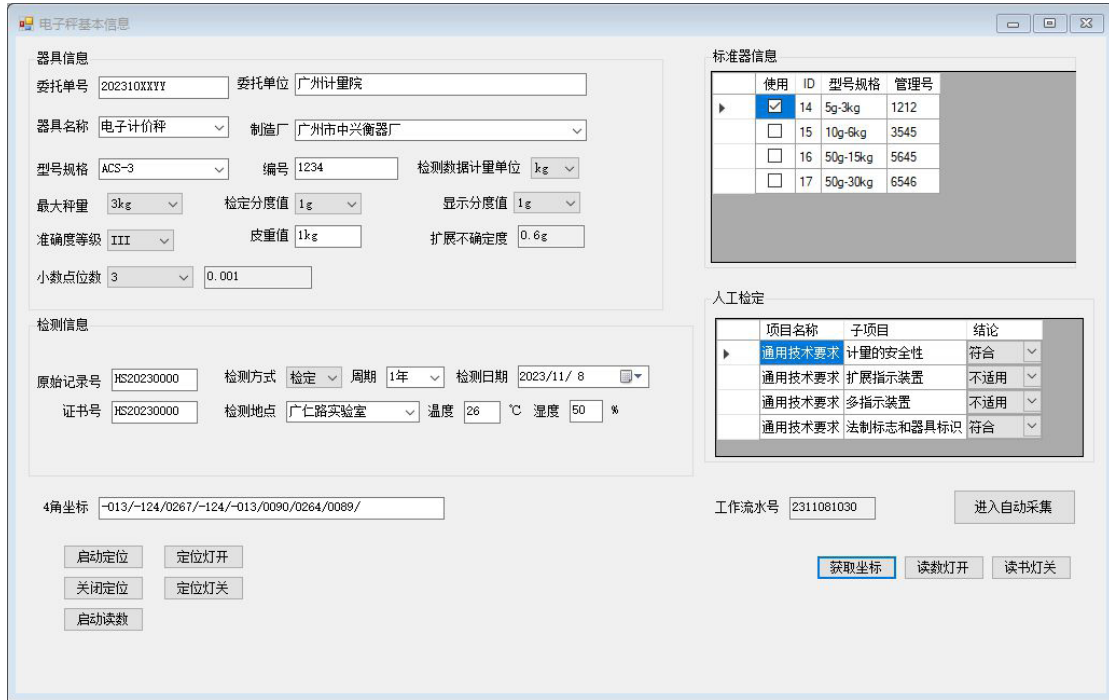 电子秤基本信息
器具信息
委托单号 202310XXYY 委托单位 广州计量院
器具名称 电子计价秤 制造厂 广州市中兴衡器厂
型号规格 ACS-3 编号 1234 检测数据计量单位 kg
最大秤量 3kg 检定分度值 1g 显示分度值 1g
准确度等级 III 皮重值 1kg 扩展不确定度 0.6g
小数点位数 3 0.001
标准器信息
使用 ID 型号规格 管理号
14 5g-3kg 1212
15 10g-6kg 3545
16 50g-15kg 5645
17 50g-30kg 6546
检测信息
原始记录号 HS20230000 检测方式 检定 周期 1年 检测日期 2023/11/ 8
证书号 HS20230000 检测地点 广仁路实验室 温度 26 ℃ 湿度 50 %
人工检定
项目名称 子项目 结论
通用技术要求 计量的安全性 符合
通用技术要求 扩展指示装置 不适用
通用技术要求 多指示装置 不适用
通用技术要求 法制标志和器具标识 符合
4角坐标 -013/-124/0267/-124/-013/0090/0264/0089/
工作流水号 2311081030 进入自动采集
启动定位 定位灯开
关闭定位 定位灯关
启动读数
获取坐标 读数灯开 读书灯关